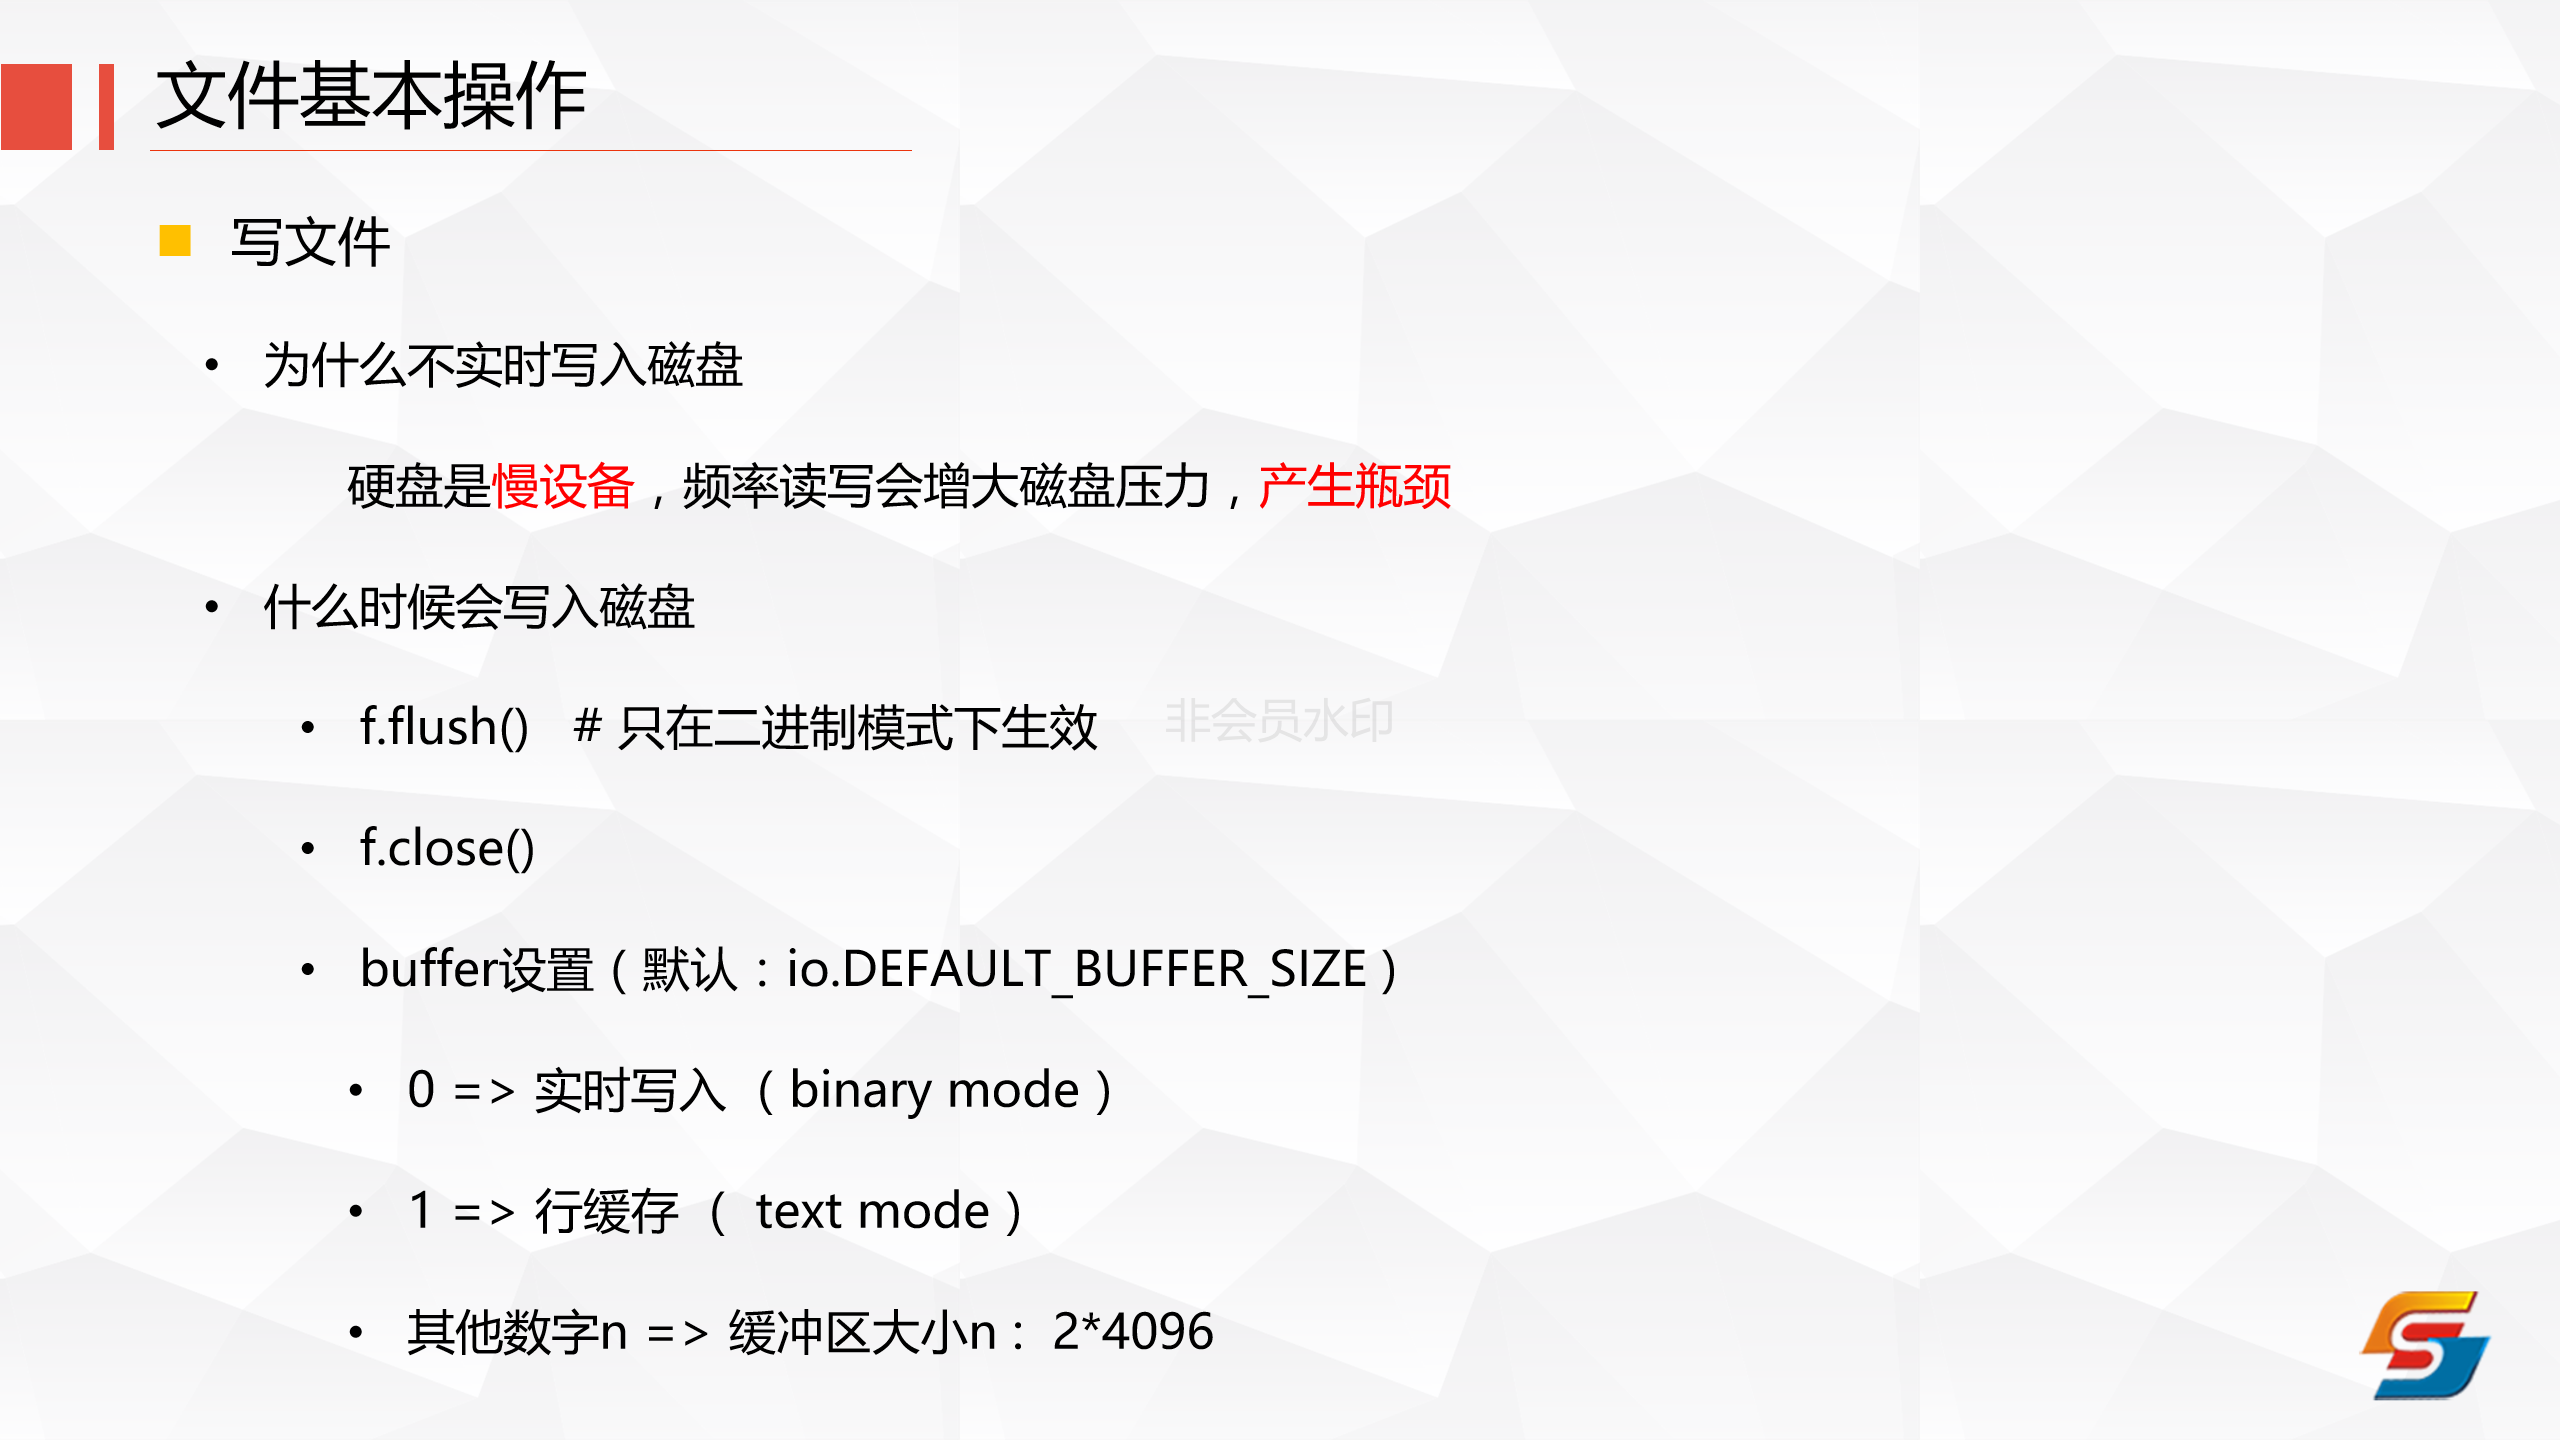 文件基本操作
写文件
为什么不实时写入磁盘
硬盘是慢设备，频率读写会增大磁盘压力，产生瓶颈
什么时候会写入磁盘
f.flush() # 只在二进制模式下生效
非会员水印
f.close()
buffer设置（默认：io.DEFAULT_BUFFER_SIZE）
0 => 实时写入 （binary mode）
1 => 行缓存 （ text mode）
其他数字n => 缓冲区大小n： 2*4096